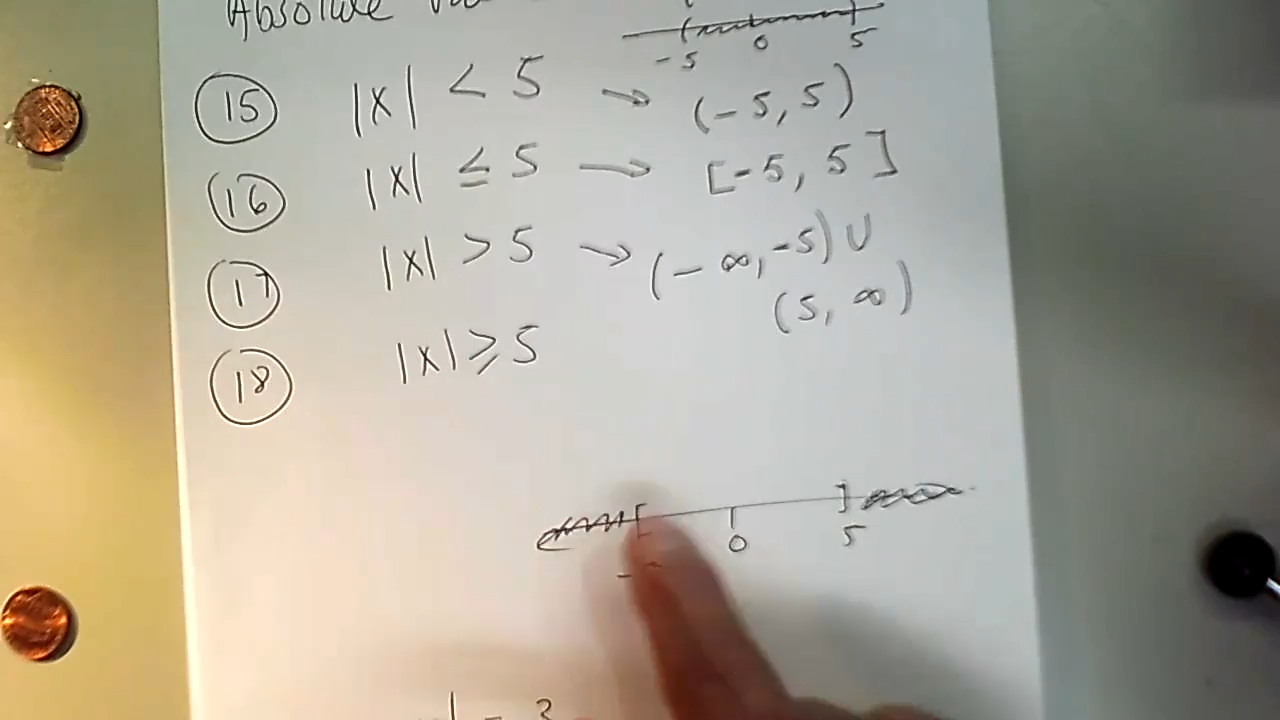 Absolute
-5 0 5
15 |x| < 5 → (-5, 5)
16 |x| ≤ 5 → [-5, 5]
17 |x| > 5 → (-∞, -5) ∪
(5, ∞)
18 |x| ≥ 5
[ 0 ] 5